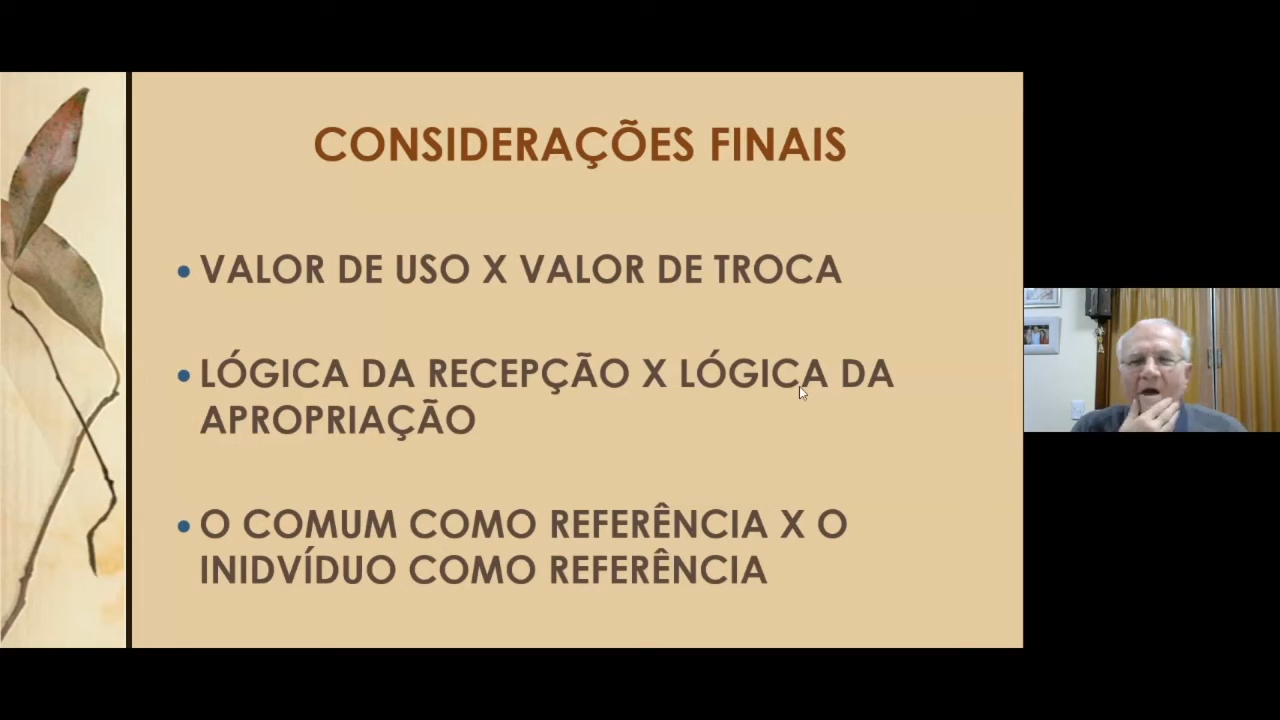 CONSIDERAÇÕES FINAIS
• VALOR DE USO X VALOR DE TROCA
• LÓGICA DA RECEPÇÃO X LÓGICA DA
APROPRIAÇÃO
• O COMUM COMO REFERÊNCIA X O
INIDVÍDUO COMO REFERÊNCIA